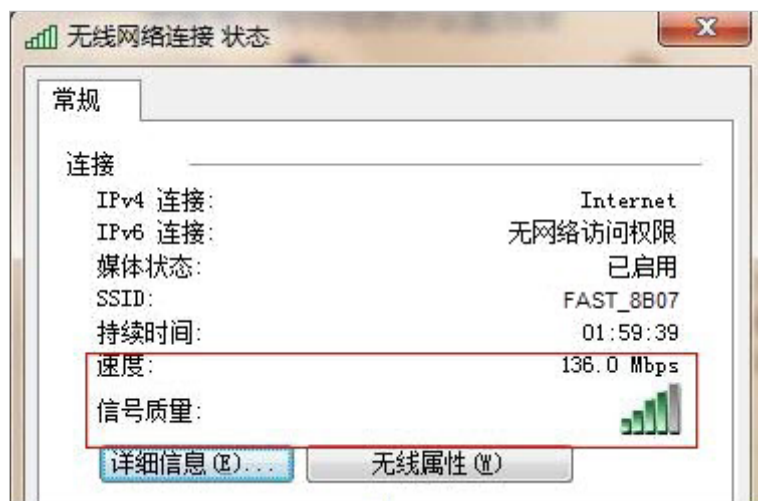 无线网络连接 状态
常规
连接
IPv4 连接: Internet
IPv6 连接: 无网络访问权限
媒体状态: 已启用
SSID: FAST_8B07
持续时间: 01:59:39
速度: 136.0 Mbps
信号质量:
详细信息(E)... 无线属性(W)